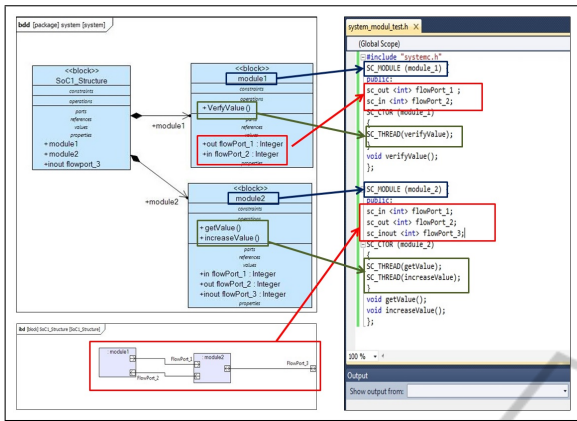 bdd [package] system [system]
<<block>>
SoC1_Structure
constraints
operations
parts
references
values
properties
+module1
+module2
+inout flowport_3
+module1
+module2
<<block>>
module1
constraints
operations
+VerfyValue()
parts
references
values
+out flowPort_1 : Integer
+in flowPort_2 : Integer
properties
<<block>>
module2
constraints
operations
+getValue()
+increaseValue()
parts
references
values
+in flowPort_1 : Integer
+out flowPort_2 : Integer
+inout flowPort_3 : Integer
properties
ibd [block] SoC1_Structure [SoC1_Structure]
: module1
FlowPort_1
: module2
FlowPort_2
FlowPort_3
system_modul_test.h
(Global Scope)
#include "systemc.h"
SC_MODULE (module_1)
public:
sc_out <int> flowPort_1 ;
sc_in <int> flowPort_2;
SC_CTOR (module_1)
{
SC_THREAD(verifyValue);
}
void verifyValue();
};
SC_MODULE (module_2)
public:
sc_in <int> flowPort_1;
sc_out <int> flowPort_2;
sc_inout <int> flowPort_3;
SC_CTOR (module_2)
{
SC_THREAD(getValue);
SC_THREAD(increaseValue);
}
void getValue();
void increaseValue();
};
100 %
Output
Show output from: